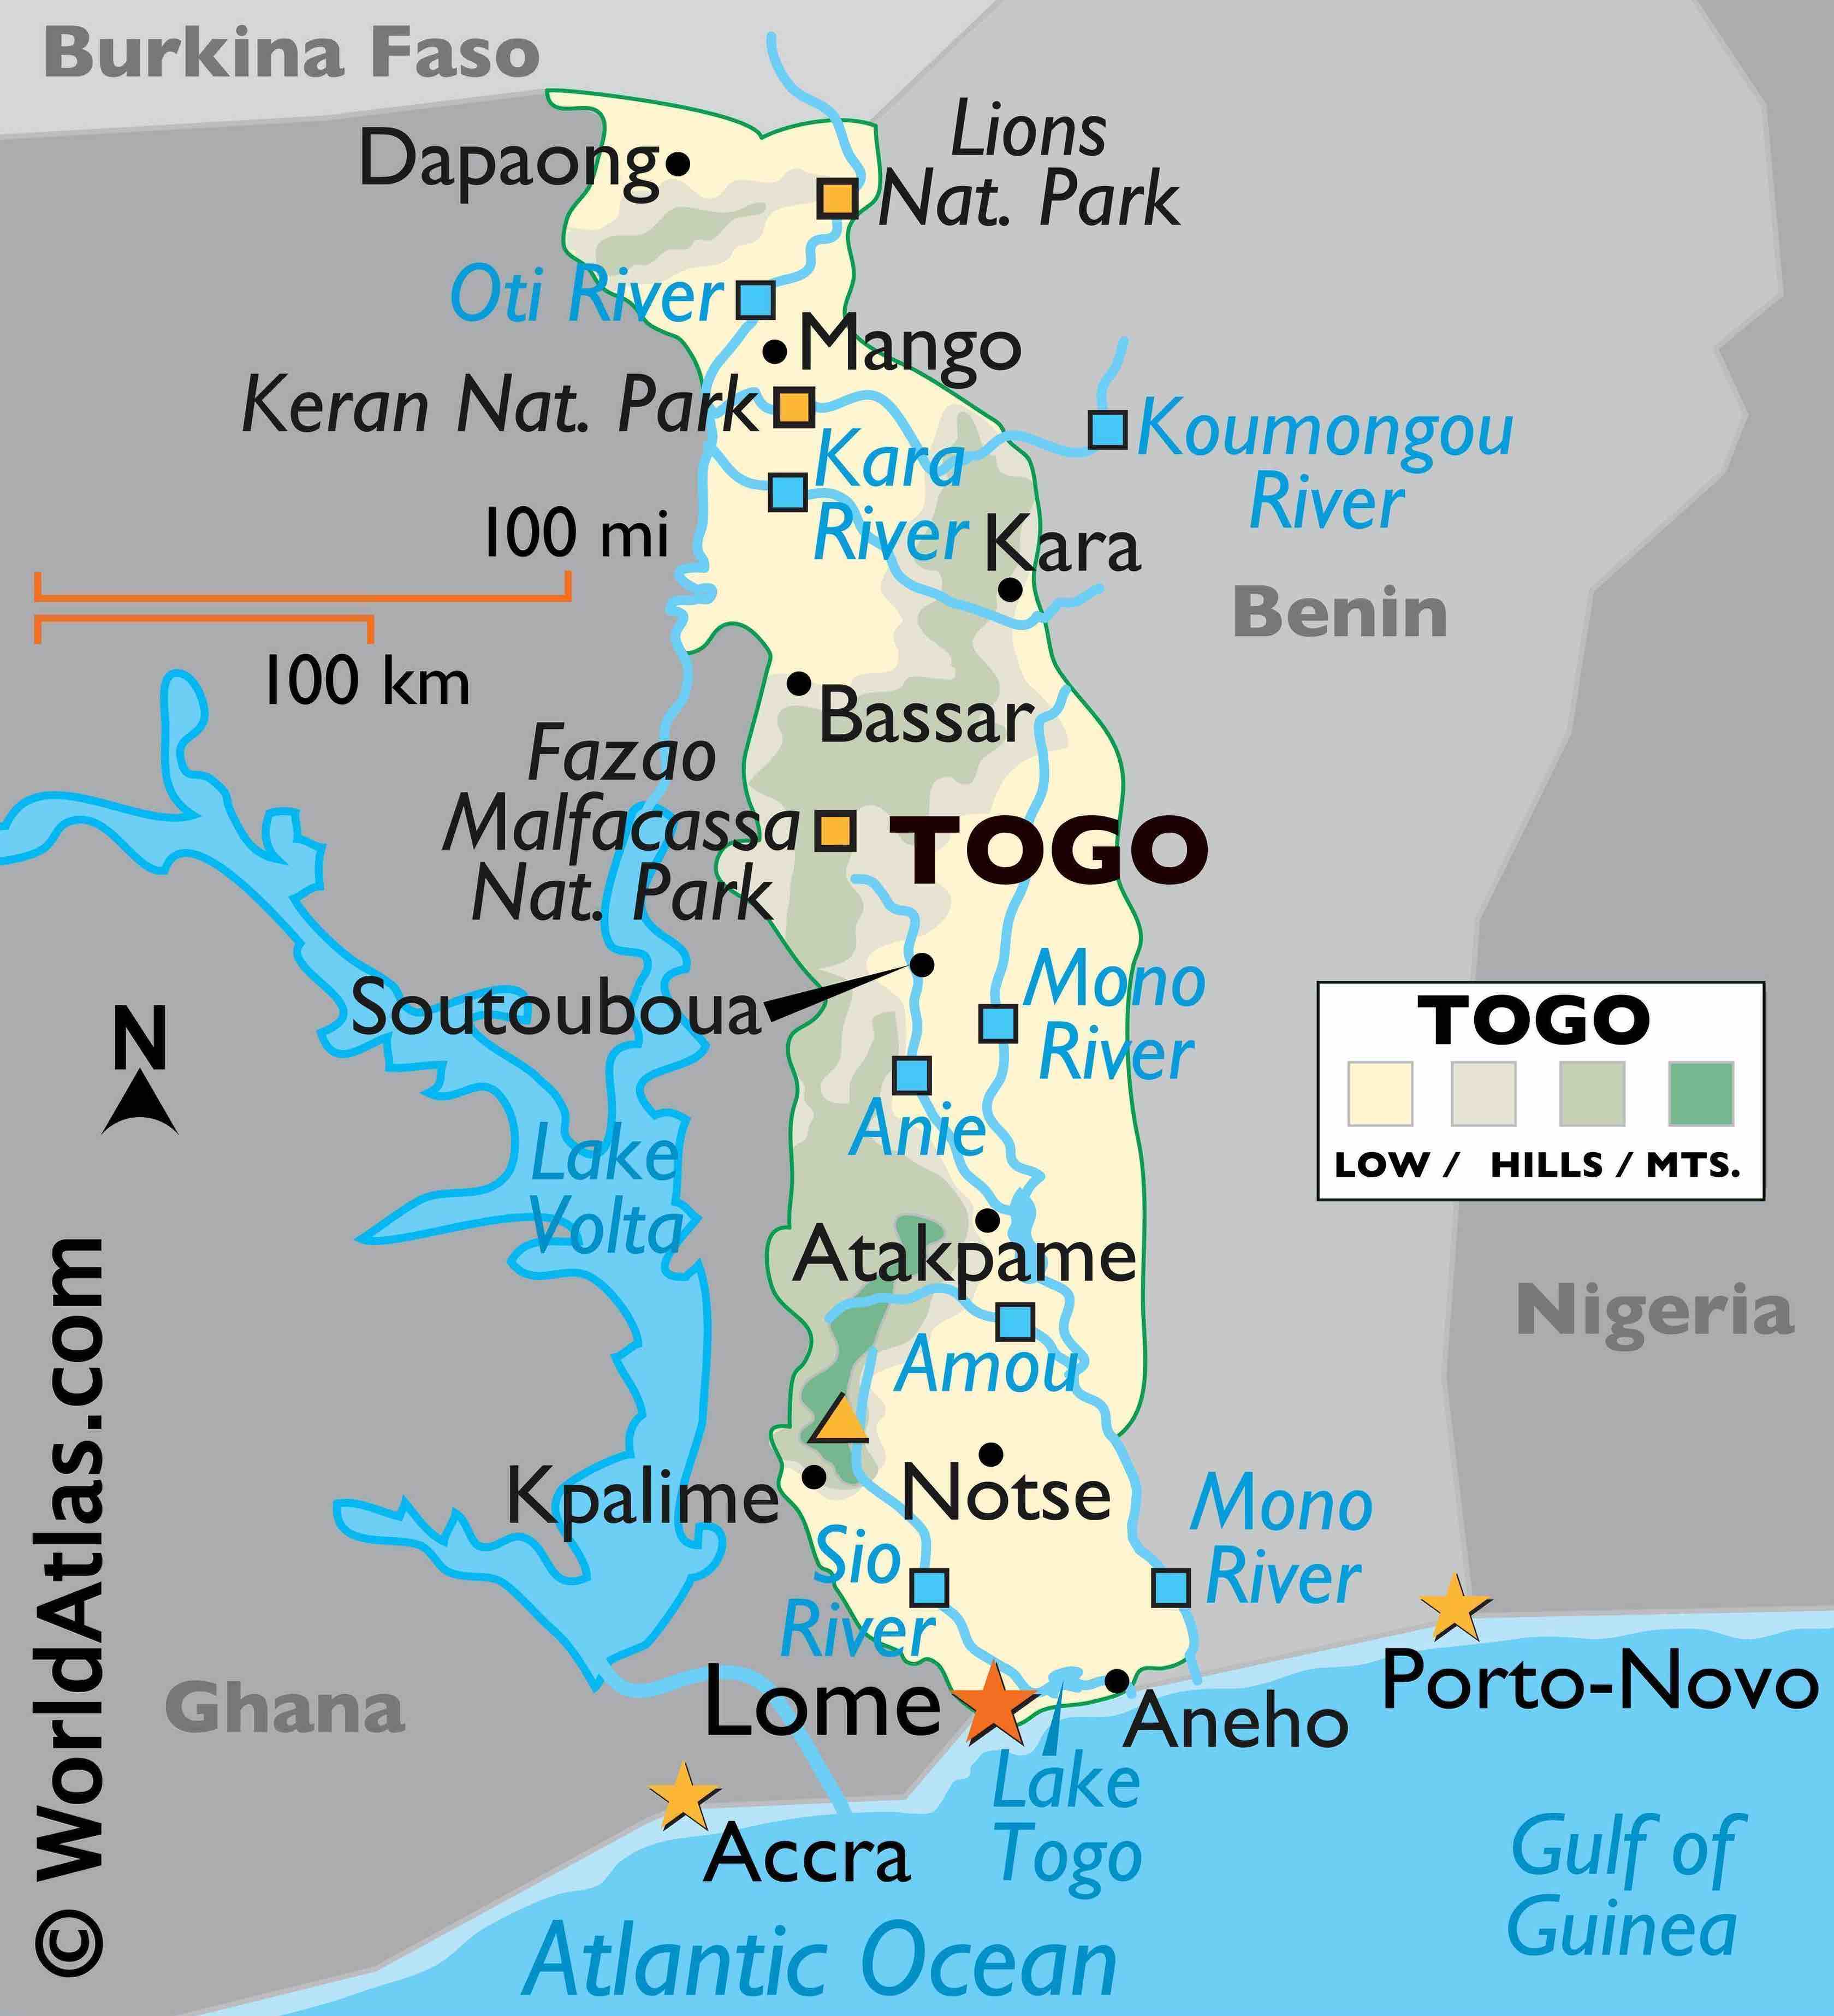 Burkina Faso
Lions
Nat. Park
Dapaong
Oti River
Mango
Keran Nat. Park
Kara
River
Koumongou
River
100 mi
100 km
Kara
Benin
Bassar
Fazao
Malfacassa
Nat. Park
TOGO
Mono
River
Soutouboua
N
Anie
TOGO
LOW / HILLS / MTS.
Lake
Volta
Atakpame
Amou
Nigeria
Kpalime
Notse
Mono
River
Sio
River
Ghana
Lome
Aneho
Porto-Novo
Lake
Togo
Accra
Gulf of
Guinea
Atlantic Ocean
© WorldAtlas.com